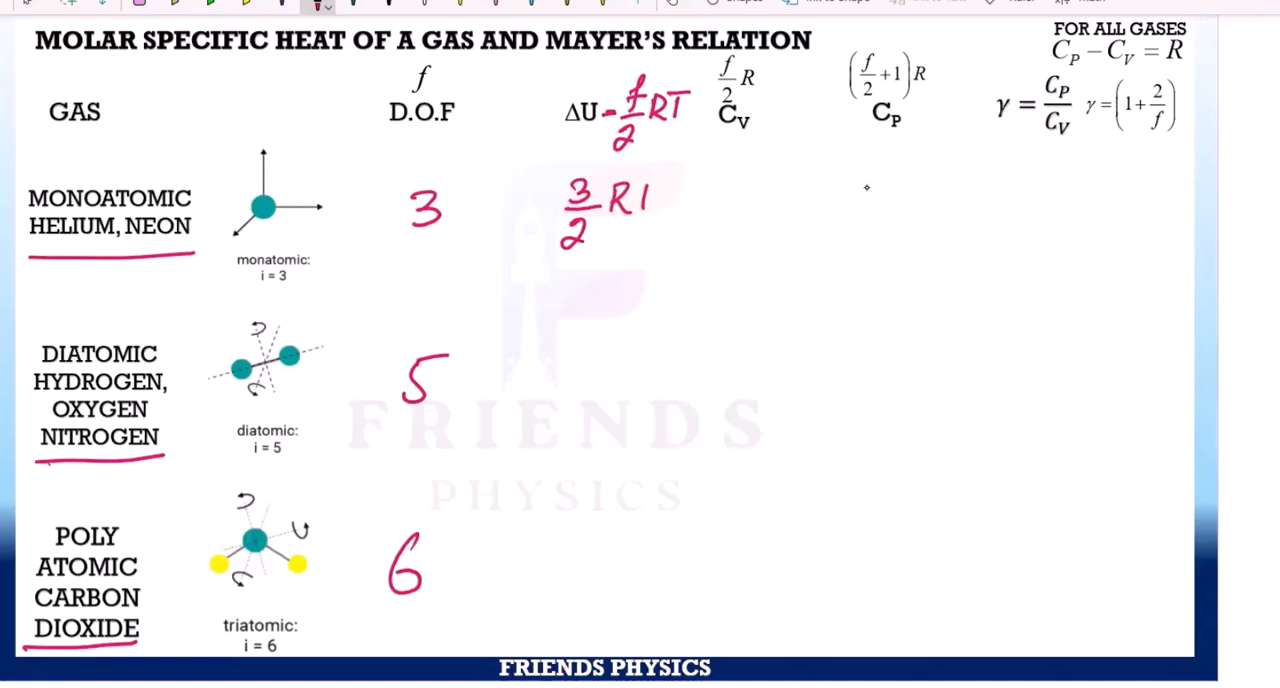 MOLAR SPECIFIC HEAT OF A GAS AND MAYER'S RELATION
FOR ALL GASES
C_P − C_V = R
GAS
f
D.O.F
ΔU = f/2 RT
f/2 R
C_V
(f/2 + 1) R
C_P
γ = C_P/C_V γ = (1 + 2/f)
MONOATOMIC
HELIUM, NEON
monatomic:
i = 3
3
3/2 R
DIATOMIC
HYDROGEN,
OXYGEN
NITROGEN
diatomic:
i = 5
5
FRIENDS
PHYSICS
POLY
ATOMIC
CARBON
DIOXIDE
triatomic:
i = 6
6
FRIENDS PHYSICS